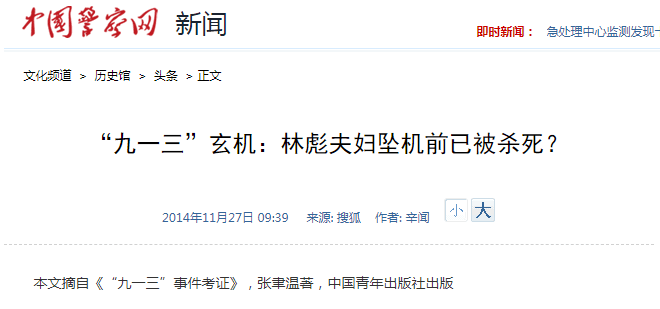 中国警察网 新闻
即时新闻： 急处理中心监测发现
文化频道 > 历史馆 > 头条 > 正文
“九一三”玄机：林彪夫妇坠机前已被杀死？
2014年11月27日 09:39 来源: 搜狐 作者: 辛闻 小 大
本文摘自《“九一三”事件考证》，张聿温著，中国青年出版社出版